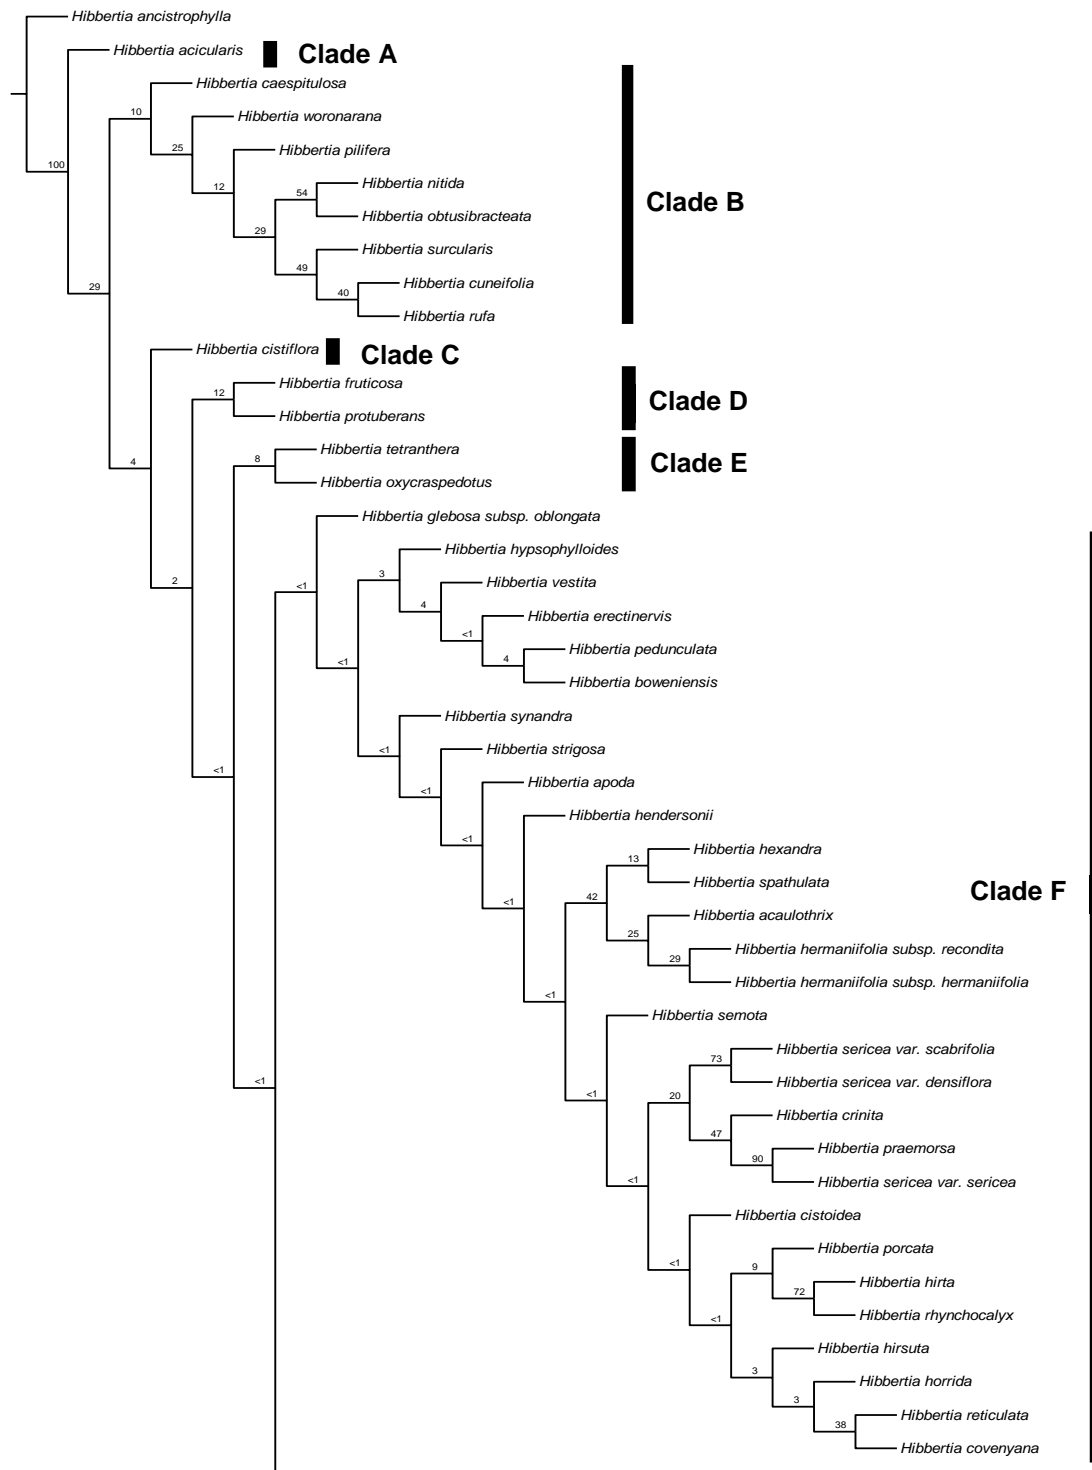 Hibbertia ancistrophylla
Hibbertia acicularis
Clade A
Hibbertia caespitulosa
10
Hibbertia woronarana
25
Hibbertia pilifera
100
12
Hibbertia nitida
54
Clade B
Hibbertia obtusibracteata
29
Hibbertia surcularis
49
Hibbertia cuneifolia
29
40
Hibbertia rufa
Hibbertia cistiflora
Clade C
Hibbertia fruticosa
12
Clade D
Hibbertia protuberans
Hibbertia tetranthera
4
8
Clade E
Hibbertia oxycraspedotus
Hibbertia glebosa subsp. oblongata
Hibbertia hypsophylloides
3
2
<1
Hibbertia vestita
4
Hibbertia erectinervis
<1
Hibbertia pedunculata
<1
4
Hibbertia boweniensis
Hibbertia synandra
<1
Hibbertia strigosa
<1
Hibbertia apoda
<1
<1
Hibbertia hendersonii
Hibbertia hexandra
13
Hibbertia spathulata
Clade F
42
<1
Hibbertia acaulothrix
25
Hibbertia hermaniifolia subsp. recondita
29
Hibbertia hermaniifolia subsp. hermaniifolia
<1
Hibbertia semota
Hibbertia sericea var. scabrifolia
73
<1
Hibbertia sericea var. densiflora
<1
20
Hibbertia crinita
47
Hibbertia praemorsa
90
Hibbertia sericea var. sericea
<1
Hibbertia cistoidea
Hibbertia porcata
<1
9
Hibbertia hirta
72
Hibbertia rhynchocalyx
<1
Hibbertia hirsuta
3
Hibbertia horrida
3
Hibbertia reticulata
38
Hibbertia covenyana